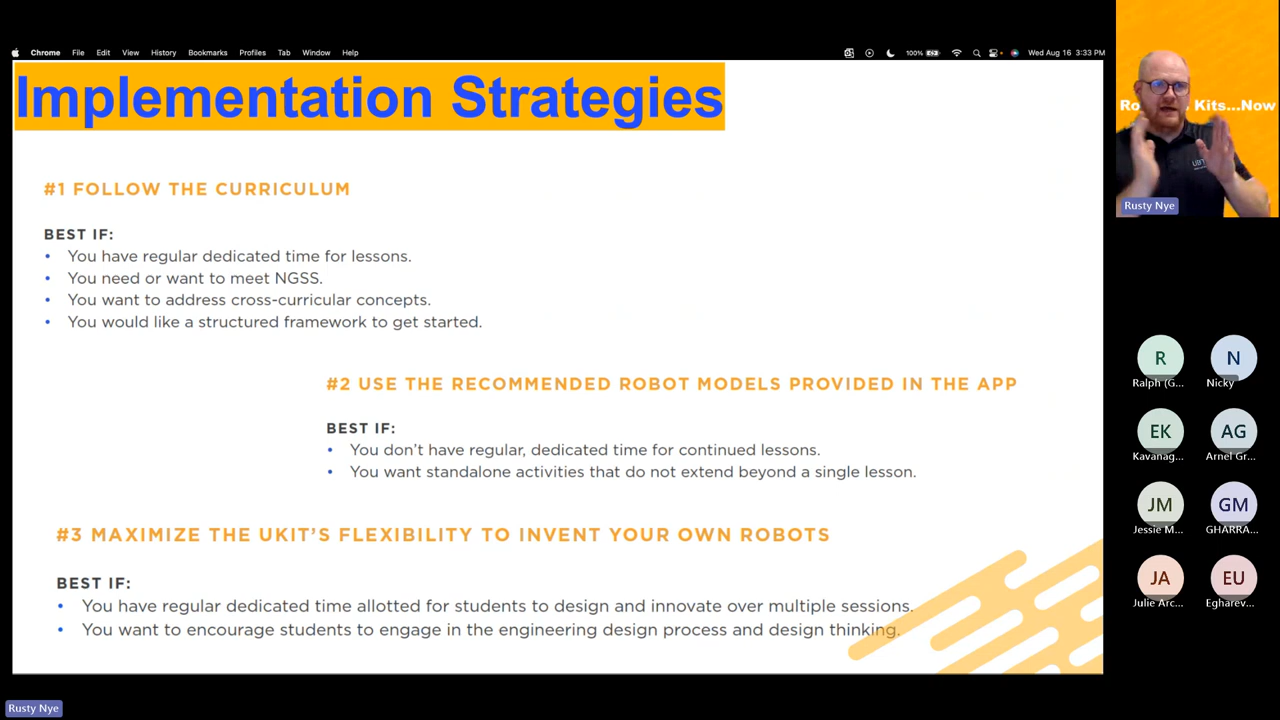 Chrome File Edit View History Bookmarks Profiles Tab Window Help 100% Wed Aug 16 3:33 PM
Implementation Strategies
#1 FOLLOW THE CURRICULUM
BEST IF:
• You have regular dedicated time for lessons.
• You need or want to meet NGSS.
• You want to address cross-curricular concepts.
• You would like a structured framework to get started.
#2 USE THE RECOMMENDED ROBOT MODELS PROVIDED IN THE APP
BEST IF:
• You don't have regular, dedicated time for continued lessons.
• You want standalone activities that do not extend beyond a single lesson.
#3 MAXIMIZE THE UKIT'S FLEXIBILITY TO INVENT YOUR OWN ROBOTS
BEST IF:
• You have regular dedicated time allotted for students to design and innovate over multiple sessions.
• You want to encourage students to engage in the engineering design process and design thinking.
Kits...Now
Rusty Nye
R N
Ralph (G... Nicky
EK AG
Kavanag... Arnel Gr...
JM GM
Jessie M... GHARRA...
JA EU
Julie Arc... Egharev...
Rusty Nye